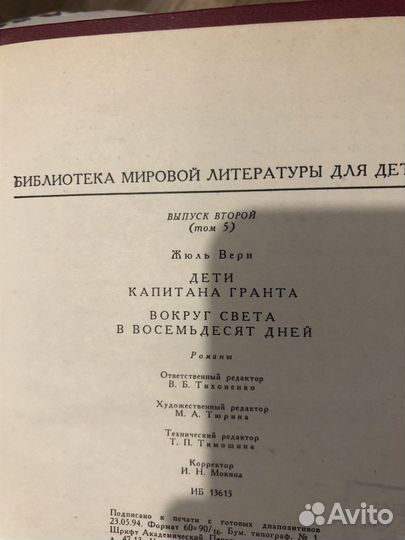 БИБЛИОТЕКА МИРОВОЙ ЛИТЕРАТУРЫ ДЛЯ ДЕТ
ВЫПУСК ВТОРОЙ
(том 5)
Жюль Верн
ДЕТИ
КАПИТАНА ГРАНТА
ВОКРУГ СВЕТА
В ВОСЕМЬДЕСЯТ ДНЕЙ
Романы
Ответственный редактор
В. Б. Тихоненко
Художественный редактор
М. А. Тюрина
Технический редактор
Т. П. Тимошина
Корректор
И. Н. Мокина
ИБ 13615
Подписано к печати с готовых диапозитивов
23.05.94. Формат 60×90/16. Бум. типограф. № 1.
Шрифт Академический.
Avito